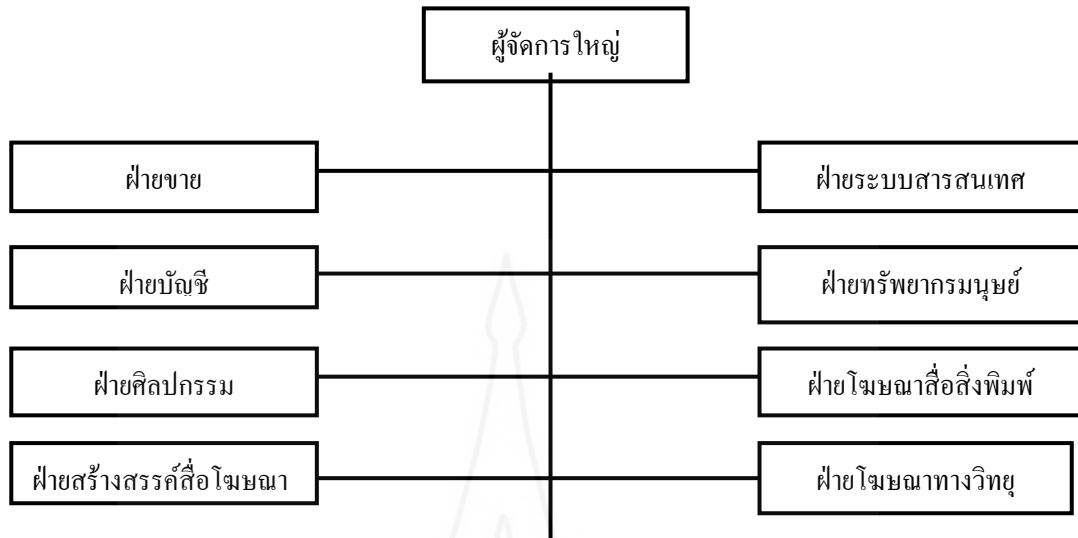 ผู้จัดการใหญ่
ฝ่ายขาย
ฝ่ายระบบสารสนเทศ
ฝ่ายบัญชี
ฝ่ายทรัพยากรมนุษย์
ฝ่ายศิลปกรรม
ฝ่ายโฆษณาสื่อสิ่งพิมพ์
ฝ่ายสร้างสรรค์สื่อโฆษณา
ฝ่ายโฆษณาทางวิทยุ